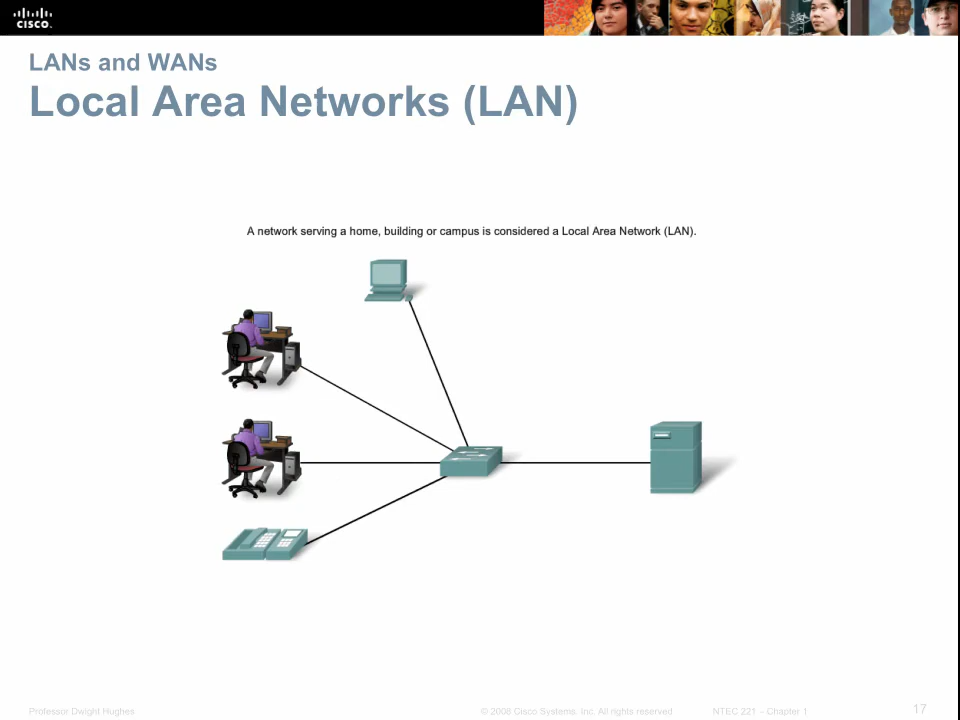 CISCO.
LANs and WANs
Local Area Networks (LAN)
A network serving a home, building or campus is considered a Local Area Network (LAN).
Professor Dwight Hughes
© 2008 Cisco Systems, Inc. All rights reserved
NTEC 221 – Chapter 1
17